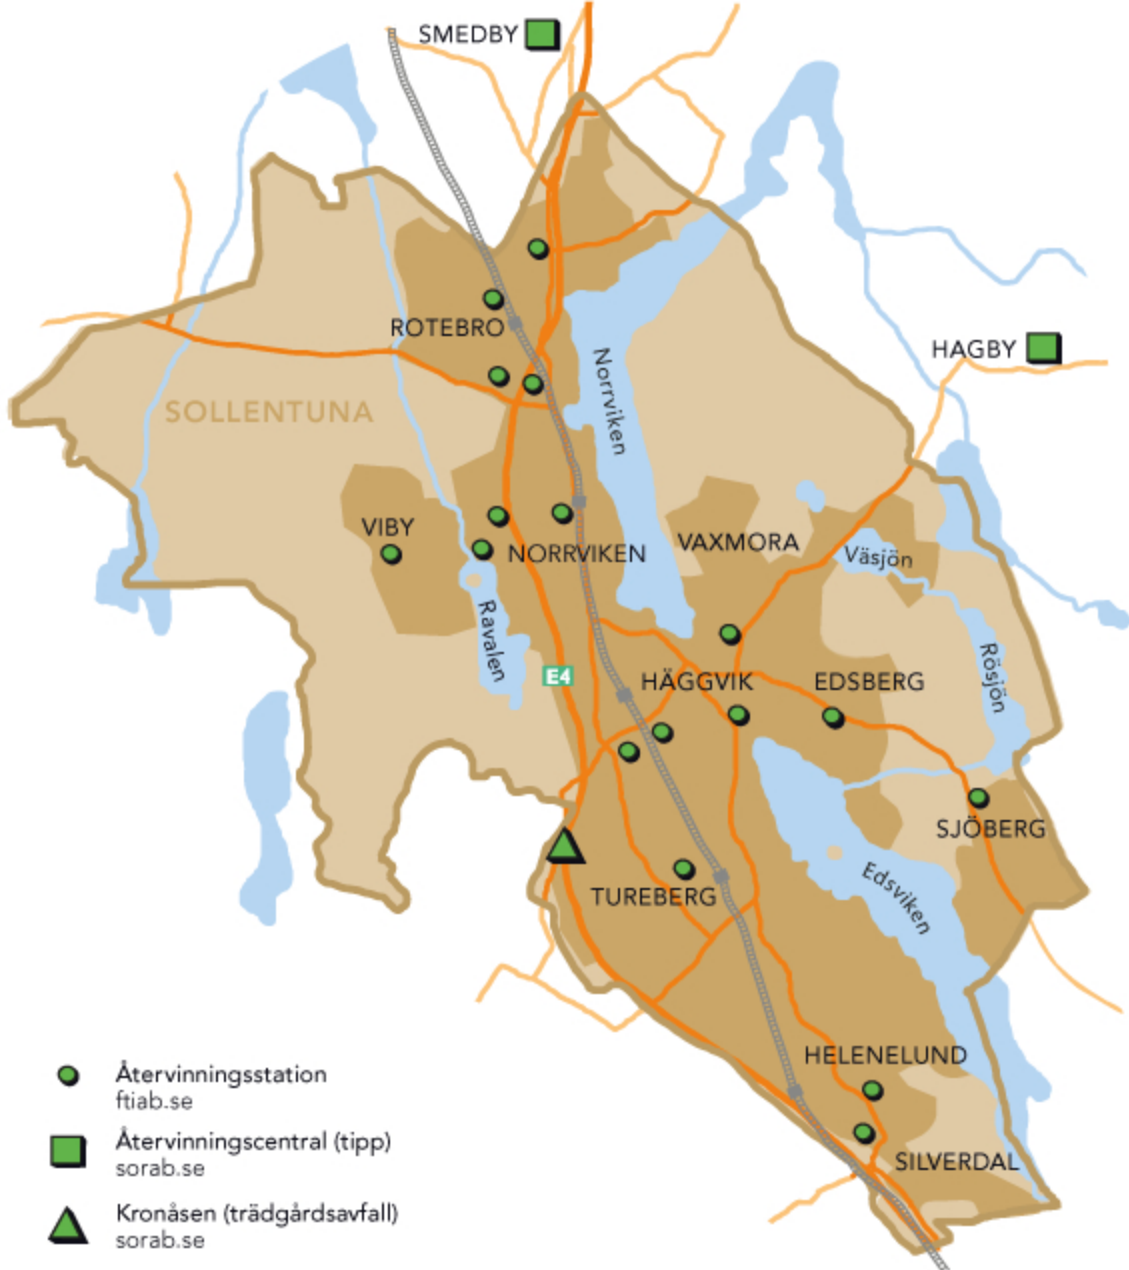 SMEDBY
ROTEBRO
HAGBY
Norrviken
SOLLENTUNA
VIBY
NORRVIKEN
VAXMORA
Väsjön
Ravalen
E4
HÄGGVIK
EDSBERG
Rösjön
SJÖBERG
TUREBERG
Edsviken
HELENELUND
SILVERDAL
Återvinningsstation
ftiab.se
Återvinningscentral (tipp)
sorab.se
Kronåsen (trädgårdsavfall)
sorab.se